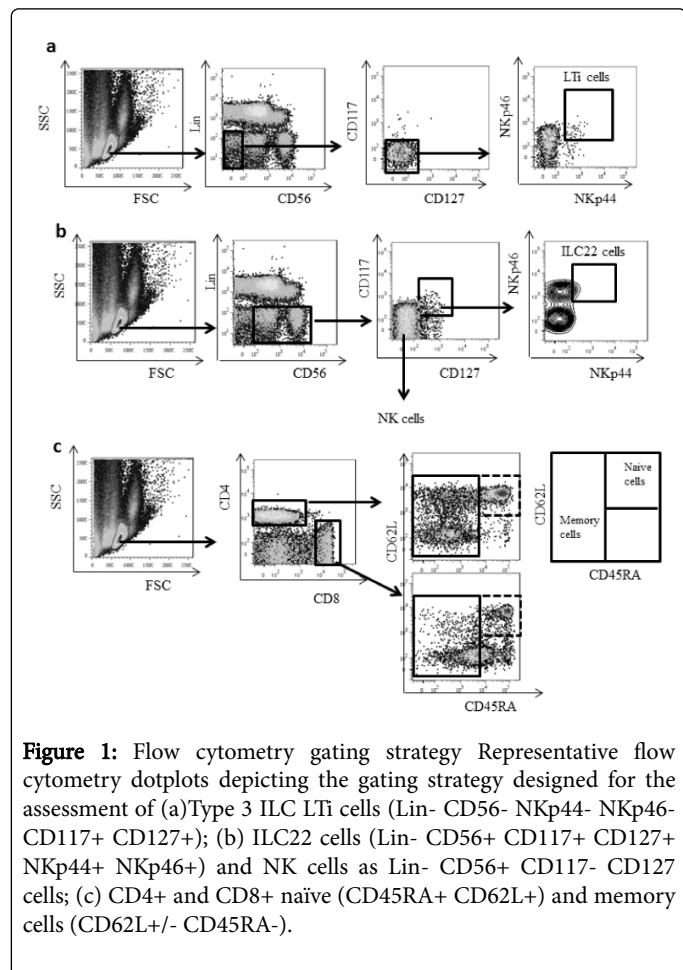 a
SSC
FSC
Lin
CD56
CD117
CD127
LTi cells
NKp46
NKp44
b
SSC
FSC
Lin
CD56
CD117
CD127
NK cells
ILC22 cells
NKp46
NKp44
c
SSC
FSC
CD4
CD8
CD62L
CD45RA
CD62L
Naive
cells
Memory
cells
CD45RA
Figure 1: Flow cytometry gating strategy Representative flow
cytometry dotplots depicting the gating strategy designed for the
assessment of (a)Type 3 ILC LTi cells (Lin- CD56- NKp44- NKp46-
CD117+ CD127+); (b) ILC22 cells (Lin- CD56+ CD117+ CD127+
NKp44+ NKp46+) and NK cells as Lin- CD56+ CD117- CD127
cells; (c) CD4+ and CD8+ naïve (CD45RA+ CD62L+) and memory
cells (CD62L+/- CD45RA-).